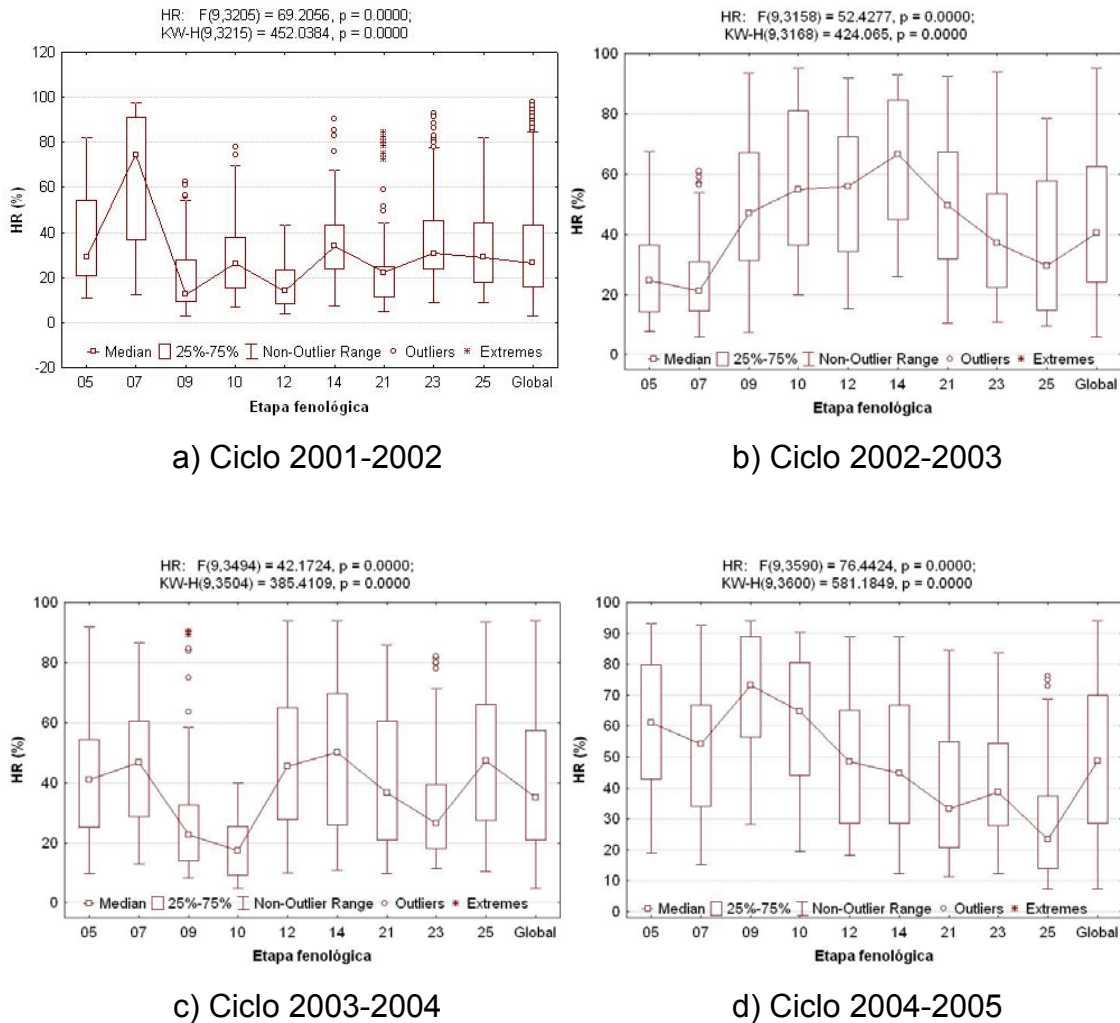 HR: F(9,3205) = 69.2056, p = 0.0000;
KW-H(9,3215) = 452.0384, p = 0.0000
120
100
80
60
40
20
0
-20
HR (%)
Median 25%-75% Non-Outlier Range Outliers Extremes
05 07 09 10 12 14 21 23 25 Global
Etapa fenológica
a) Ciclo 2001-2002
HR: F(9,3158) = 52.4277, p = 0.0000;
KW-H(9,3168) = 424.065, p = 0.0000
100
80
60
40
20
0
HR (%)
Median 25%-75% Non-Outlier Range Outliers Extremes
05 07 09 10 12 14 21 23 25 Global
Etapa fenológica
b) Ciclo 2002-2003
HR: F(9,3494) = 42.1724, p = 0.0000;
KW-H(9,3504) = 385.4109, p = 0.0000
100
80
60
40
20
0
HR (%)
Median 25%-75% Non-Outlier Range Outliers Extremes
05 07 09 10 12 14 21 23 25 Global
Etapa fenológica
c) Ciclo 2003-2004
HR: F(9,3590) = 76.4424, p = 0.0000;
KW-H(9,3600) = 581.1849, p = 0.0000
100
90
80
70
60
50
40
30
20
10
0
HR (%)
Median 25%-75% Non-Outlier Range Outliers Extremes
05 07 09 10 12 14 21 23 25 Global
Etapa fenológica
d) Ciclo 2004-2005